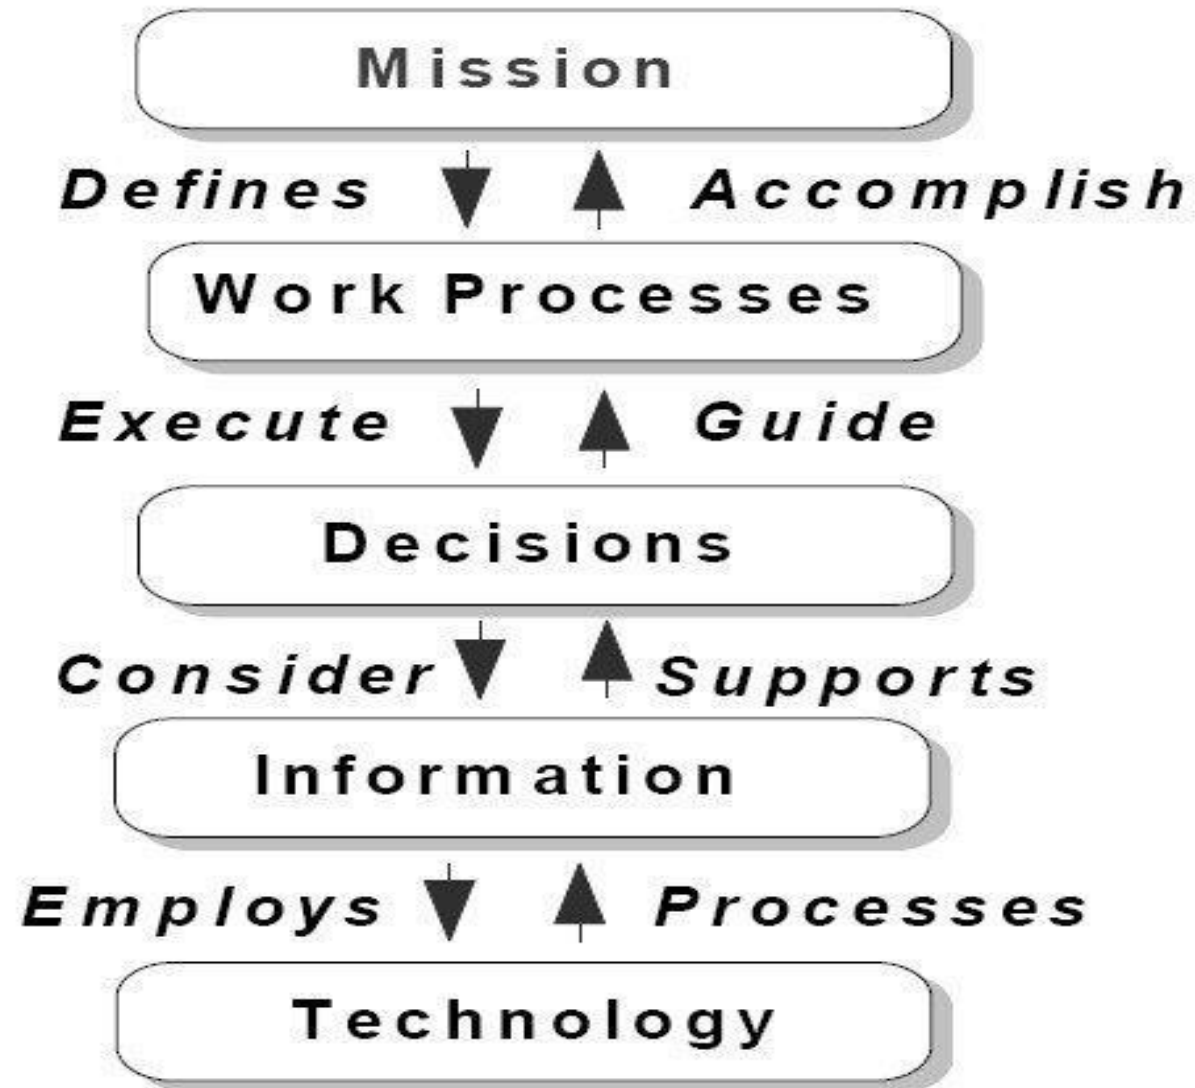 Mission
Defines Accomplish
Work Processes
Execute Guide
Decisions
Consider Supports
Information
Employs Processes
Technology